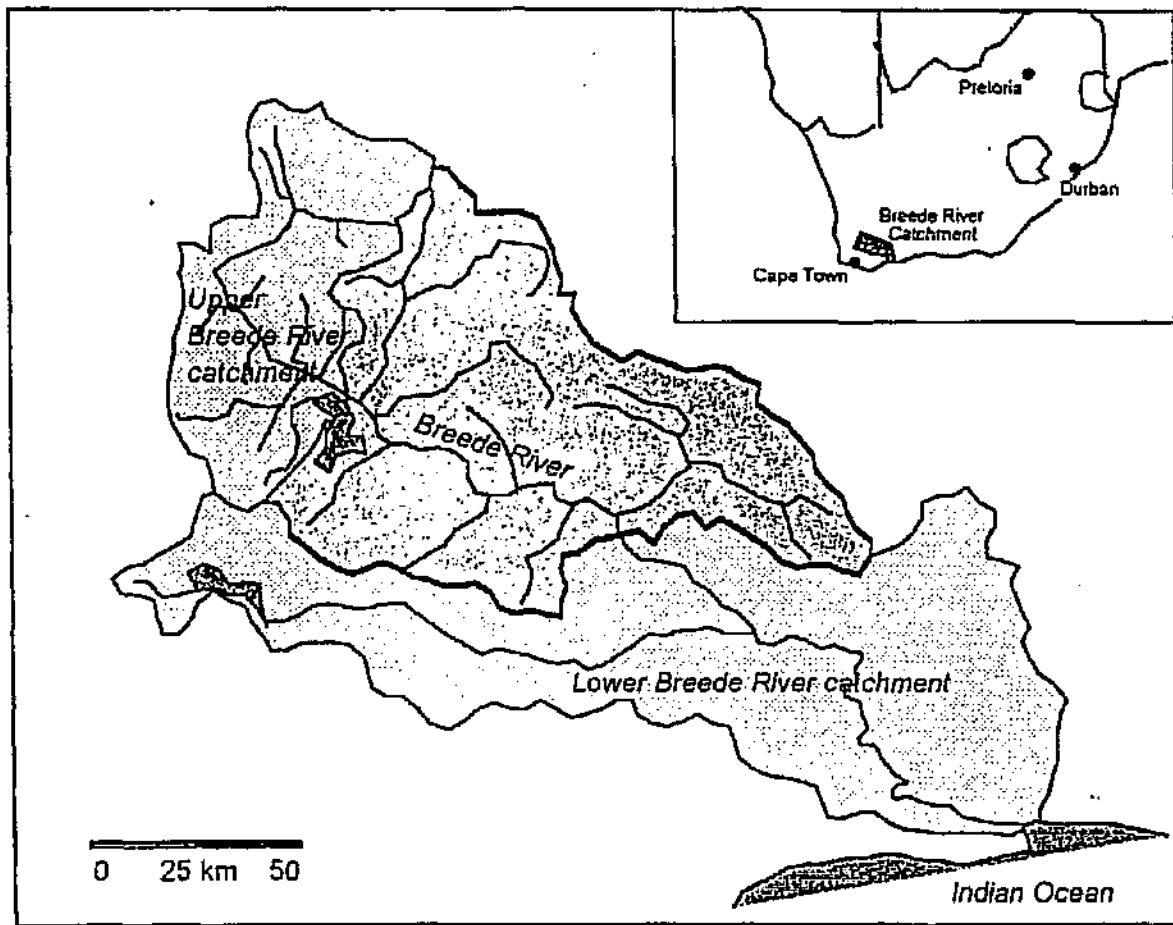 Pretoria
Durban
Breede River
Catchment
Cape Town
Upper
Breede River
catchment
Breede River
Lower Breede River catchment
0 25 km 50
Indian Ocean